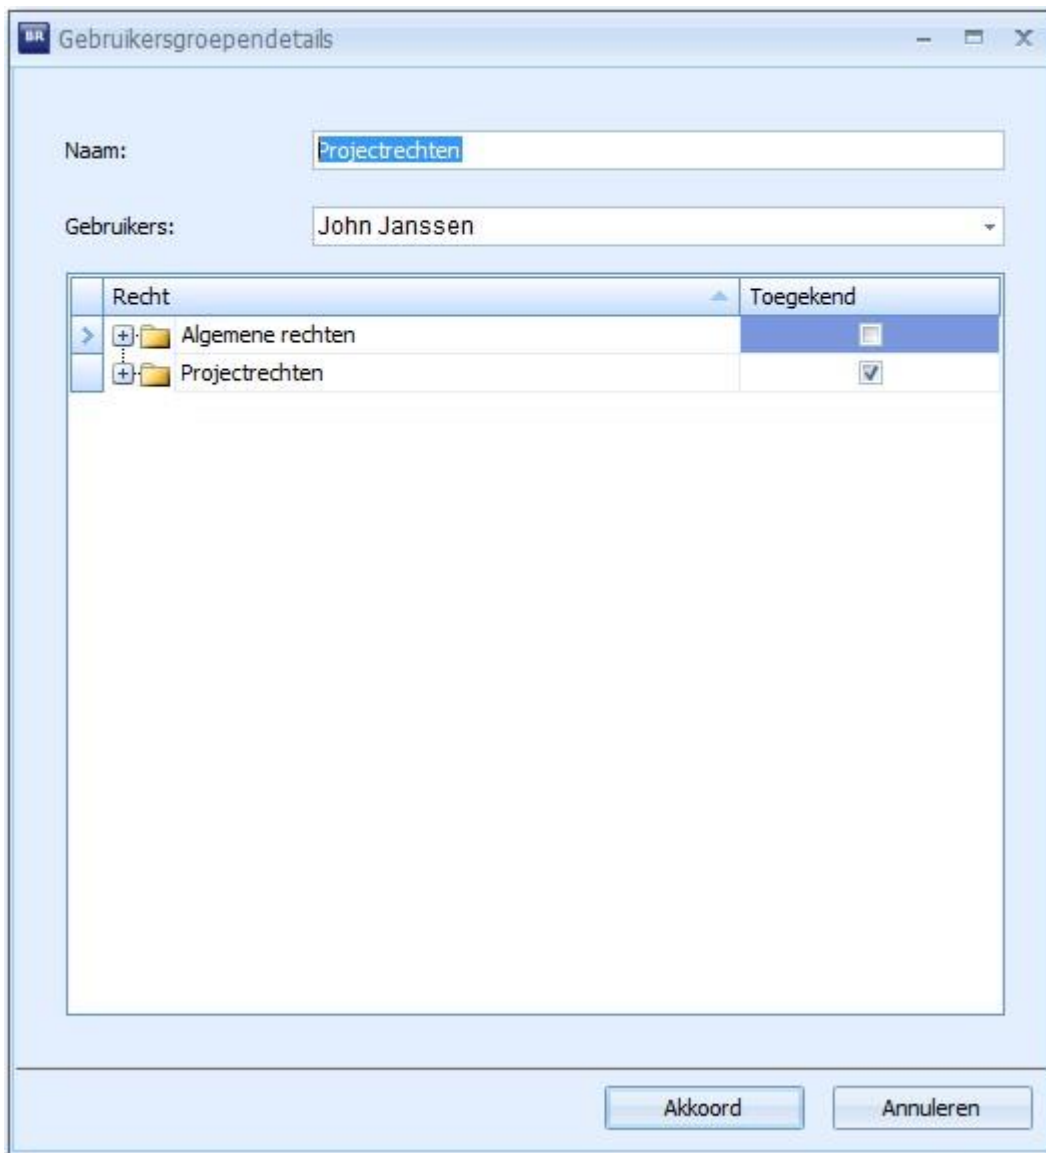 BR Gebruikersgroependetails
Naam: Projectrechten
Gebruikers: John Janssen
Recht Toegekend
Algemene rechten
Projectrechten
Akkoord Annuleren